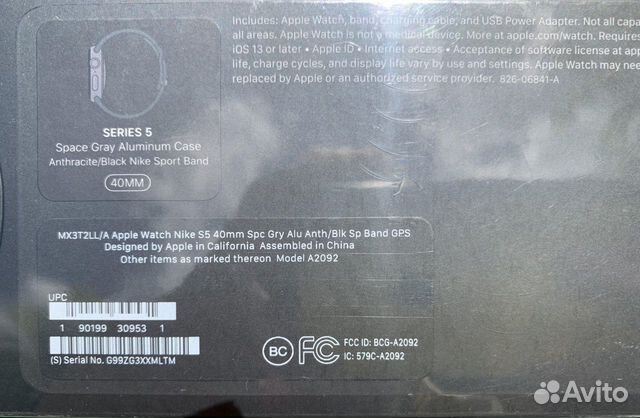 Includes: Apple Watch, band, charging cable, and USB Power Adapter. Not all capa
all areas. Apple Watch is not a medical device. More at apple.com/watch. Requires
iOS 13 or later • Apple ID • Internet access • Acceptance of software license at app
life, charge cycles, and display life vary by use and settings. Apple Watch may need
replaced by Apple or an authorized service provider. 826-06841-A
SERIES 5
Space Gray Aluminum Case
Anthracite/Black Nike Sport Band
40MM
MX3T2LL/A Apple Watch Nike S5 40mm Spc Gry Alu Anth/Blk Sp Band GPS
Designed by Apple in California Assembled in China
Other items as marked thereon Model A2092
UPC
1 90199 30953 1
(S) Serial No. G99ZG3XXMLTM
BC FC
FCC ID: BCG-A2092
IC: 579C-A2092
Avito